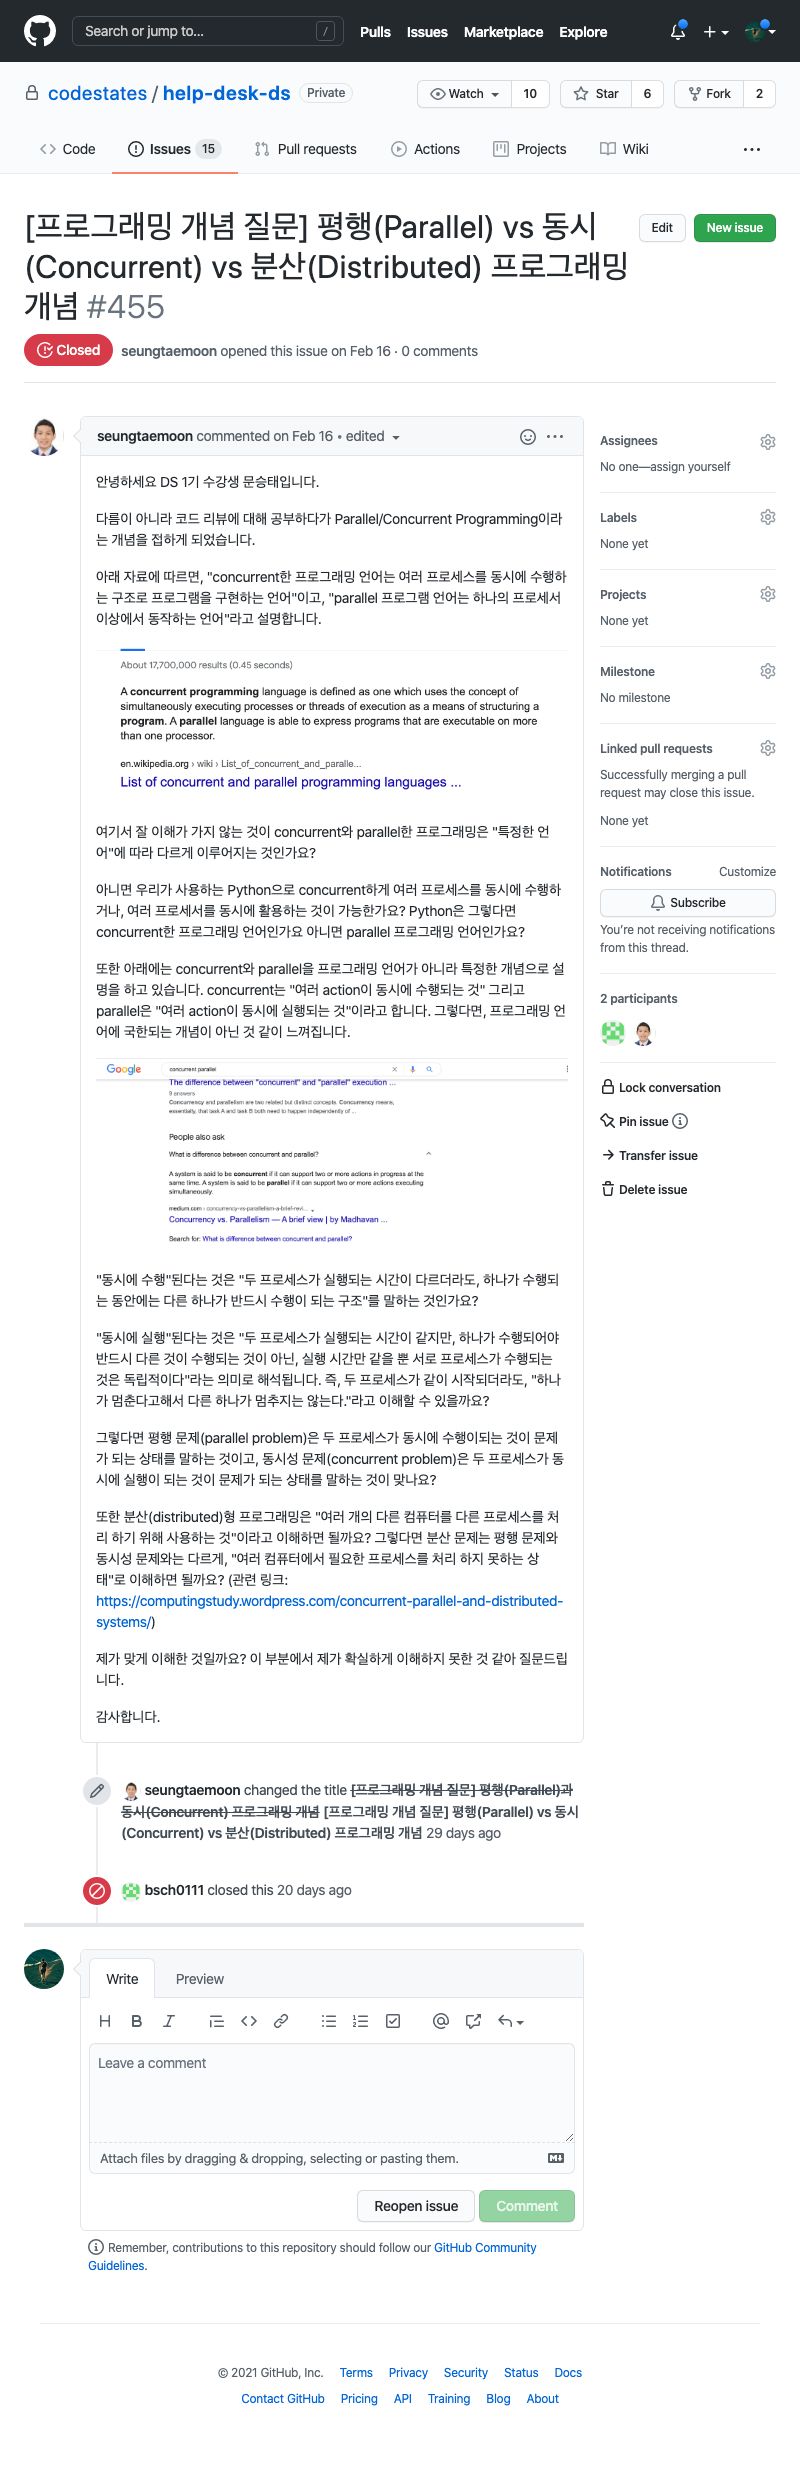 Search or jump to... /
Pulls Issues Marketplace Explore
codestates / help-desk-ds Private
Watch 10 Star 6 Fork 2
Code Issues 15 Pull requests Actions Projects Wiki
[프로그래밍 개념 질문] 평행(Parallel) vs 동시
(Concurrent) vs 분산(Distributed) 프로그래밍
개념 #455
Edit New issue
Closed seungtaemoon opened this issue on Feb 16 · 0 comments
seungtaemoon commented on Feb 16 • edited
안녕하세요 DS 1기 수강생 문승태입니다.
다름이 아니라 코드 리뷰에 대해 공부하다가 Parallel/Concurrent Programming이라
는 개념을 접하게 되었습니다.
아래 자료에 따르면, "concurrent한 프로그래밍 언어는 여러 프로세스를 동시에 수행하
는 구조로 프로그램을 구현하는 언어"이고, "parallel 프로그램 언어는 하나의 프로세서
이상에서 동작하는 언어"라고 설명합니다.
About 17,700,000 results (0.45 seconds)
A concurrent programming language is defined as one which uses the concept of
simultaneously executing processes or threads of execution as a means of structuring a
program. A parallel language is able to express programs that are executable on more
than one processor.
en.wikipedia.org › wiki › List_of_concurrent_and_paralle...
List of concurrent and parallel programming languages ...
여기서 잘 이해가 가지 않는 것이 concurrent와 parallel한 프로그래밍은 "특정한 언
어"에 따라 다르게 이루어지는 것인가요?
아니면 우리가 사용하는 Python으로 concurrent하게 여러 프로세스를 동시에 수행하
거나, 여러 프로세서를 동시에 활용하는 것이 가능한가요? Python은 그렇다면
concurrent한 프로그래밍 언어인가요 아니면 parallel 프로그래밍 언어인가요?
또한 아래에는 concurrent와 parallel을 프로그래밍 언어가 아니라 특정한 개념으로 설
명을 하고 있습니다. concurrent는 "여러 action이 동시에 수행되는 것" 그리고
parallel은 "여러 action이 동시에 실행되는 것"이라고 합니다. 그렇다면, 프로그래밍 언
어에 국한되는 개념이 아닌 것 같이 느껴집니다.
Google concurrent parallel
The difference between "concurrent" and "parallel" execution ...
9 answers
Concurrency and parallelism are two related but distinct concepts. Concurrency means,
essentially, that task A and task B both need to happen independently of ...
People also ask
What is difference between concurrent and parallel?
A system is said to be concurrent if it can support two or more actions in progress at the
same time. A system is said to be parallel if it can support two or more actions executing
simultaneously.
medium.com › concurrency-vs-parallelism-a-brief-revi...
Concurrency vs. Parallelism — A brief view | by Madhavan ...
Search for: What is difference between concurrent and parallel?
"동시에 수행"된다는 것은 "두 프로세스가 실행되는 시간이 다르더라도, 하나가 수행되
는 동안에는 다른 하나가 반드시 수행이 되는 구조"를 말하는 것인가요?
"동시에 실행"된다는 것은 "두 프로세스가 실행되는 시간이 같지만, 하나가 수행되어야
반드시 다른 것이 수행되는 것이 아닌, 실행 시간만 같을 뿐 서로 프로세스가 수행되는
것은 독립적이다"라는 의미로 해석됩니다. 즉, 두 프로세스가 같이 시작되더라도, "하나
가 멈춘다고해서 다른 하나가 멈추지는 않는다."라고 이해할 수 있을까요?
그렇다면 평행 문제(parallel problem)은 두 프로세스가 동시에 수행이되는 것이 문제
가 되는 상태를 말하는 것이고, 동시성 문제(concurrent problem)은 두 프로세스가 동
시에 실행이 되는 것이 문제가 되는 상태를 말하는 것이 맞나요?
또한 분산(distributed)형 프로그래밍은 "여러 개의 다른 컴퓨터를 다른 프로세스를 처
리 하기 위해 사용하는 것"이라고 이해하면 될까요? 그렇다면 분산 문제는 평행 문제와
동시성 문제와는 다르게, "여러 컴퓨터에서 필요한 프로세스를 처리 하지 못하는 상
태"로 이해하면 될까요? (관련 링크:
https://computingstudy.wordpress.com/concurrent-parallel-and-distributed-
systems/)
제가 맞게 이해한 것일까요? 이 부분에서 제가 확실하게 이해하지 못한 것 같아 질문드립
니다.
감사합니다.
Assignees
No one—assign yourself
Labels
None yet
Projects
None yet
Milestone
No milestone
Linked pull requests
Successfully merging a pull
request may close this issue.
None yet
Notifications Customize
Subscribe
You're not receiving notifications
from this thread.
2 participants
Lock conversation
Pin issue
Transfer issue
Delete issue
seungtaemoon changed the title [프로그래밍 개념 질문] 평행(Parallel)과
동시(Concurrent) 프로그래밍 개념 [프로그래밍 개념 질문] 평행(Parallel) vs 동시
(Concurrent) vs 분산(Distributed) 프로그래밍 개념 29 days ago
bsch0111 closed this 20 days ago
Write Preview
Leave a comment
Attach files by dragging & dropping, selecting or pasting them.
Reopen issue Comment
Remember, contributions to this repository should follow our GitHub Community
Guidelines.
© 2021 GitHub, Inc. Terms Privacy Security Status Docs
Contact GitHub Pricing API Training Blog About